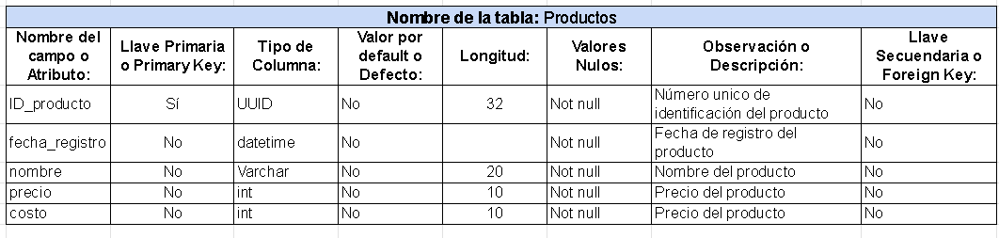 Nombre de la tabla: Productos
Nombre del campo o Atributo: Llave Primaria o Primary Key: Tipo de Columna: Valor por default o Defecto: Longitud: Valores Nulos: Observación o Descripción: Llave Secuendaria o Foreign Key:
ID_producto Sí UUID No 32 Not null Número unico de identificación del producto No
fecha_registro No datetime No Not null Fecha de registro del producto No
nombre No Varchar No 20 Not null Nombre del producto No
precio No int No 10 Not null Precio del producto No
costo No int No 10 Not null Precio del producto No